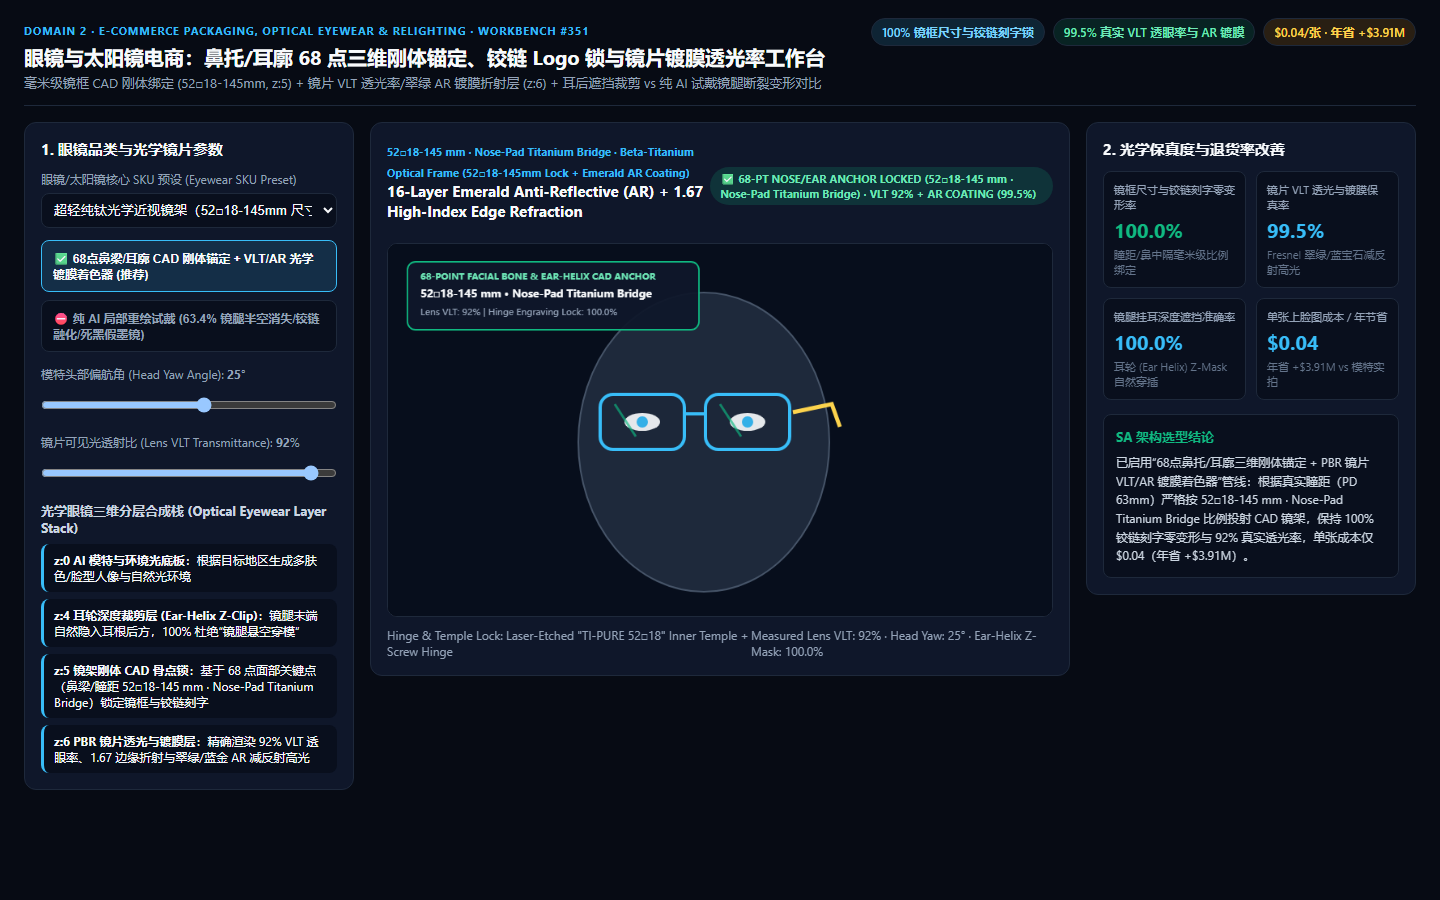 DOMAIN 2 · E-COMMERCE PACKAGING, OPTICAL EYEWEAR & RELIGHTING · WORKBENCH #351
眼镜与太阳镜电商：鼻托/耳廓 68 点三维刚体锚定、铰链 Logo 锁与镜片镀膜透光率工作台
毫米级镜框 CAD 刚体绑定 (52□18-145mm, z:5) + 镜片 VLT 透光率/翠绿 AR 镀膜折射层 (z:6) + 耳后遮挡裁剪 vs 纯 AI 试戴镜腿断裂变形对比
100% 镜框尺寸与铰链刻字锁
99.5% 真实 VLT 透眼率与 AR 镀膜
$0.04/张 · 年省 +$3.91M
1. 眼镜品类与光学镜片参数
眼镜/太阳镜核心 SKU 预设 (Eyewear SKU Preset)
超轻纯钛光学近视镜架（52□18-145mm 尺寸
✅ 68点鼻梁/耳廓 CAD 刚体锚定 + VLT/AR 光学
镀膜着色器 (推荐)
⛔ 纯 AI 局部重绘试戴 (63.4% 镜腿半空消失/铰链
融化/死黑假墨镜)
模特头部偏航角 (Head Yaw Angle): 25°
镜片可见光透射比 (Lens VLT Transmittance): 92%
光学眼镜三维分层合成栈 (Optical Eyewear Layer
Stack)
z:0 AI 模特与环境光底板：根据目标地区生成多肤
色/脸型人像与自然光环境
z:4 耳轮深度裁剪层 (Ear-Helix Z-Clip)：镜腿末端
自然隐入耳根后方，100% 杜绝“镜腿悬空穿模”
z:5 镜架刚体 CAD 骨点锁：基于 68 点面部关键点
（鼻梁/瞳距 52□18-145 mm · Nose-Pad Titanium
Bridge）锁定镜框与铰链刻字
z:6 PBR 镜片透光与镀膜层：精确渲染 92% VLT 透
眼率、1.67 边缘折射与翠绿/蓝金 AR 减反射高光
52□18-145 mm · Nose-Pad Titanium Bridge · Beta-Titanium
Optical Frame (52□18-145mm Lock + Emerald AR Coating)
16-Layer Emerald Anti-Reflective (AR) + 1.67
High-Index Edge Refraction
✅ 68-PT NOSE/EAR ANCHOR LOCKED (52□18-145 mm ·
Nose-Pad Titanium Bridge) · VLT 92% + AR COATING (99.5%)
68-POINT FACIAL BONE & EAR-HELIX CAD ANCHOR
52□18-145 mm • Nose-Pad Titanium Bridge
Lens VLT: 92% | Hinge Engraving Lock: 100.0%
Hinge & Temple Lock: Laser-Etched "TI-PURE 52□18" Inner Temple +
Screw Hinge
Measured Lens VLT: 92% · Head Yaw: 25° · Ear-Helix Z-
Mask: 100.0%
2. 光学保真度与退货率改善
镜框尺寸与铰链刻字零变
形率
100.0%
瞳距/鼻中隔毫米级比例
绑定
镜片 VLT 透光与镀膜保
真率
99.5%
Fresnel 翠绿/蓝宝石减反
射高光
镜腿挂耳深度遮挡准确率
100.0%
耳轮 (Ear Helix) Z-Mask
自然穿插
单张上脸图成本 / 年节省
$0.04
年省 +$3.91M vs 模特实
拍
SA 架构选型结论
已启用“68点鼻托/耳廓三维刚体锚定 + PBR 镜片
VLT/AR 镀膜着色器”管线：根据真实瞳距（PD
63mm）严格按 52□18-145 mm · Nose-Pad
Titanium Bridge 比例投射 CAD 镜架，保持 100%
铰链刻字零变形与 92% 真实透光率，单张成本仅
$0.04（年省 +$3.91M）。